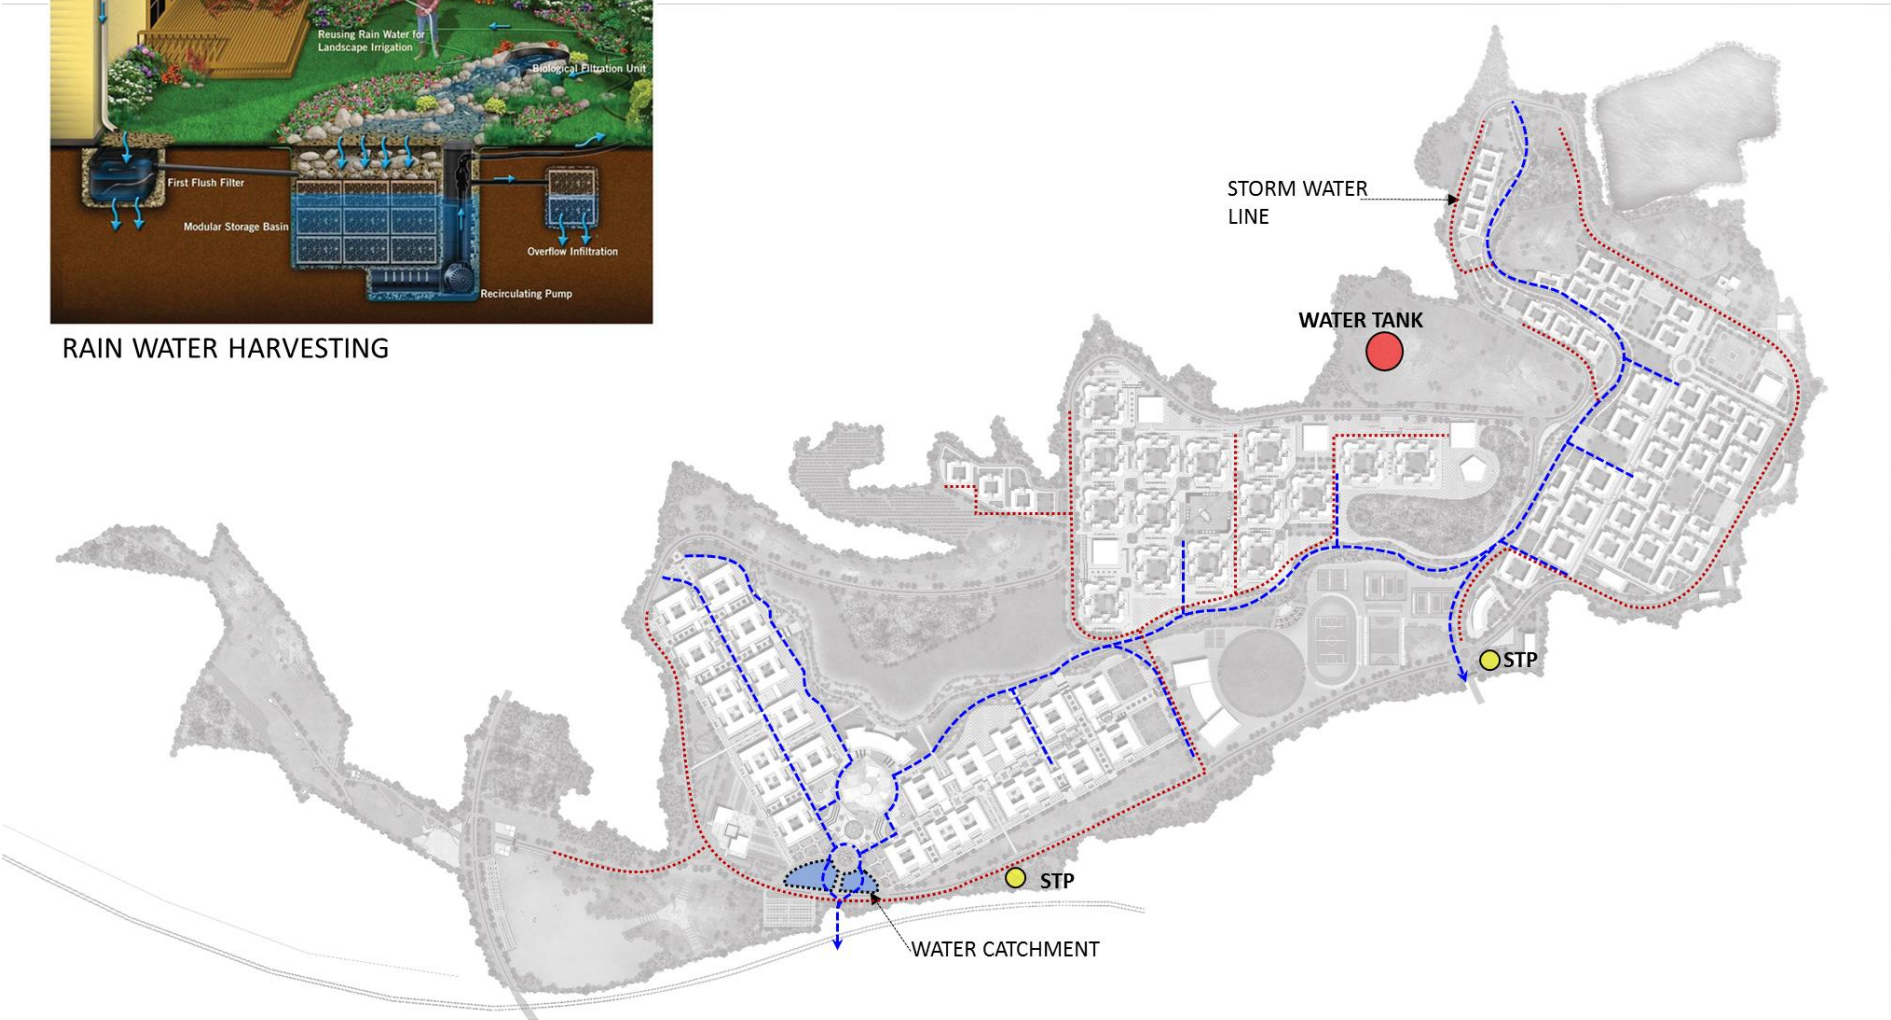 Reusing Rain Water for
Landscape Irrigation
Biological Filtration Unit
First Flush Filter
Modular Storage Basin
Overflow Infiltration
Recirculating Pump
RAIN WATER HARVESTING
STORM WATER
LINE
WATER TANK
STP
STP
WATER CATCHMENT